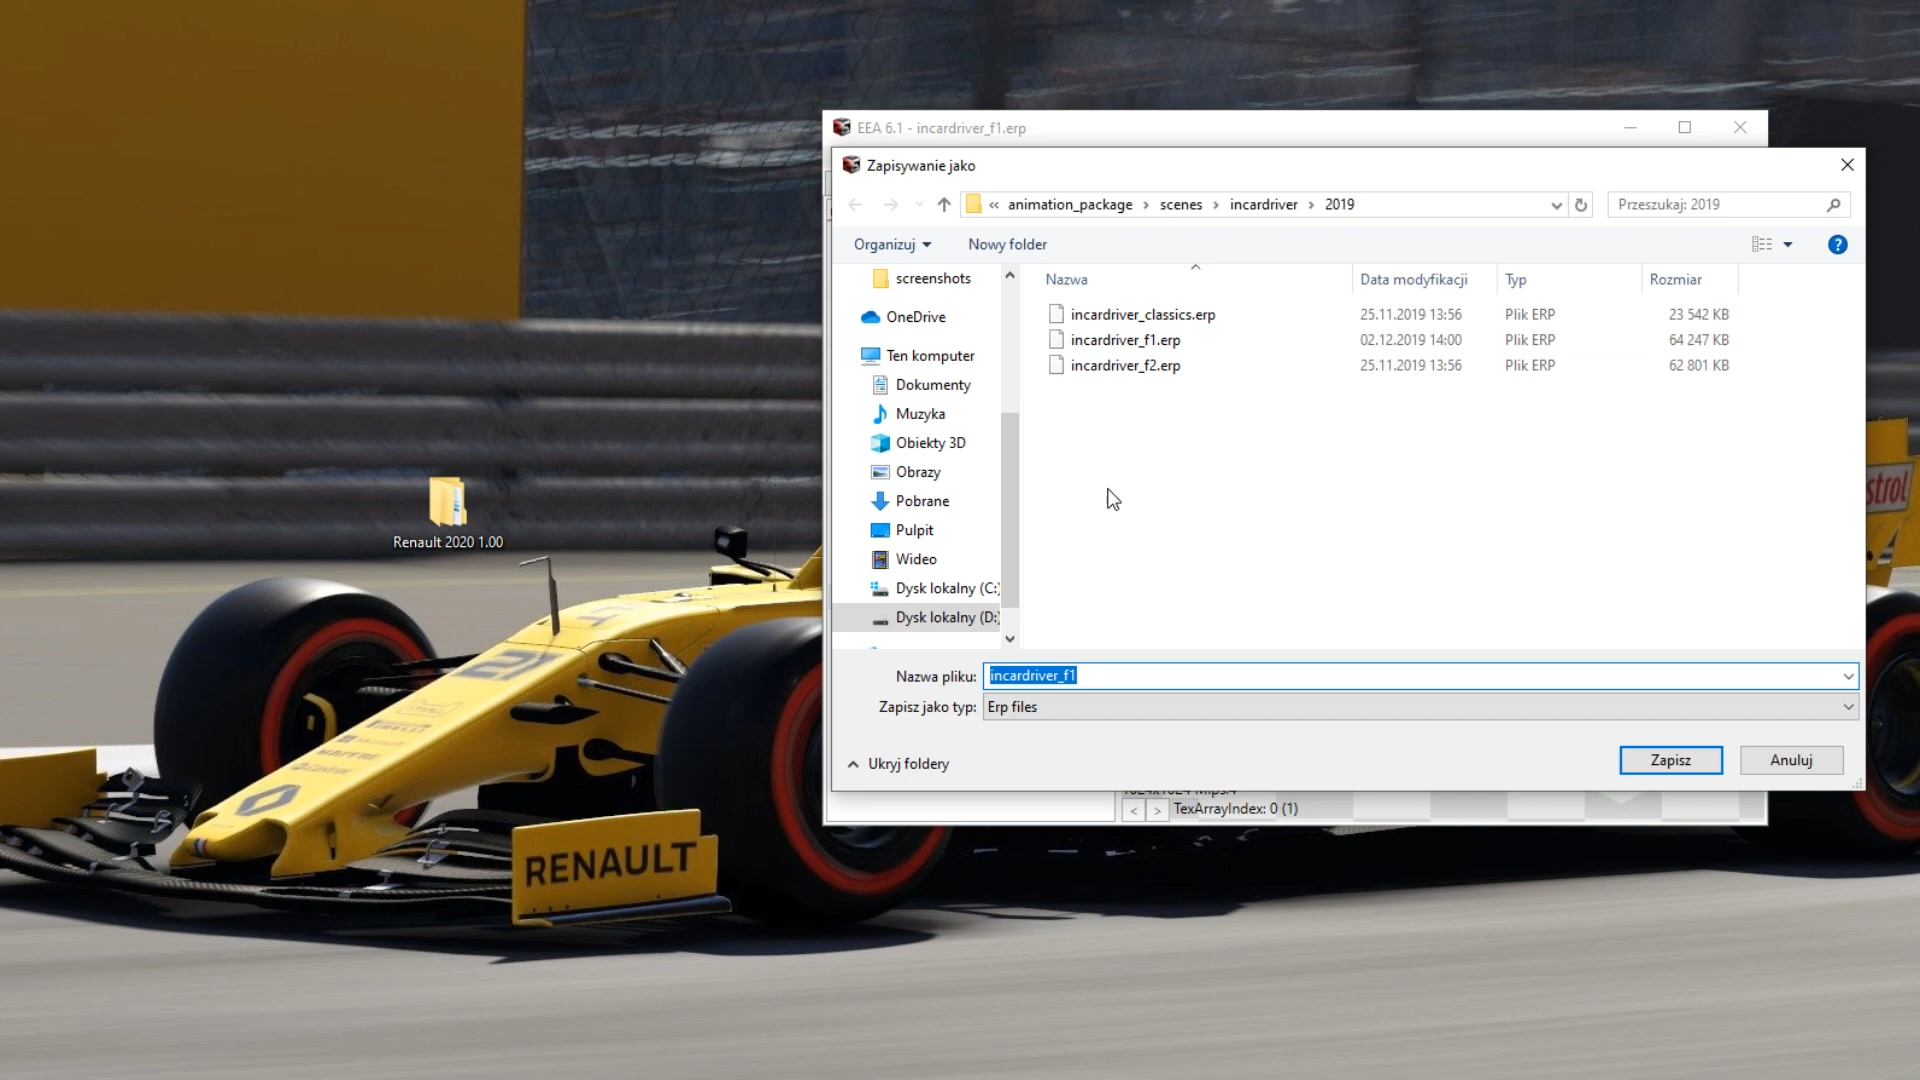 EEA 6.1 - incardriver_f1.erp
Zapisywanie jako
« animation_package › scenes › incardriver › 2019
Przeszukaj: 2019
Organizuj
Nowy folder
screenshots
OneDrive
Ten komputer
Dokumenty
Muzyka
Obiekty 3D
Obrazy
Pobrane
Pulpit
Wideo
Dysk lokalny (C:)
Dysk lokalny (D:)
Nazwa Data modyfikacji Typ Rozmiar
incardriver_classics.erp 25.11.2019 13:56 Plik ERP 23 542 KB
incardriver_f1.erp 02.12.2019 14:00 Plik ERP 64 247 KB
incardriver_f2.erp 25.11.2019 13:56 Plik ERP 62 801 KB
Nazwa pliku: incardriver_f1
Zapisz jako typ: Erp files
Ukryj foldery
Zapisz
Anuluj
< > TexArrayIndex: 0 (1)
Renault 2020 1.00
strol
21
MAPFRE
Castrol
RENAULT